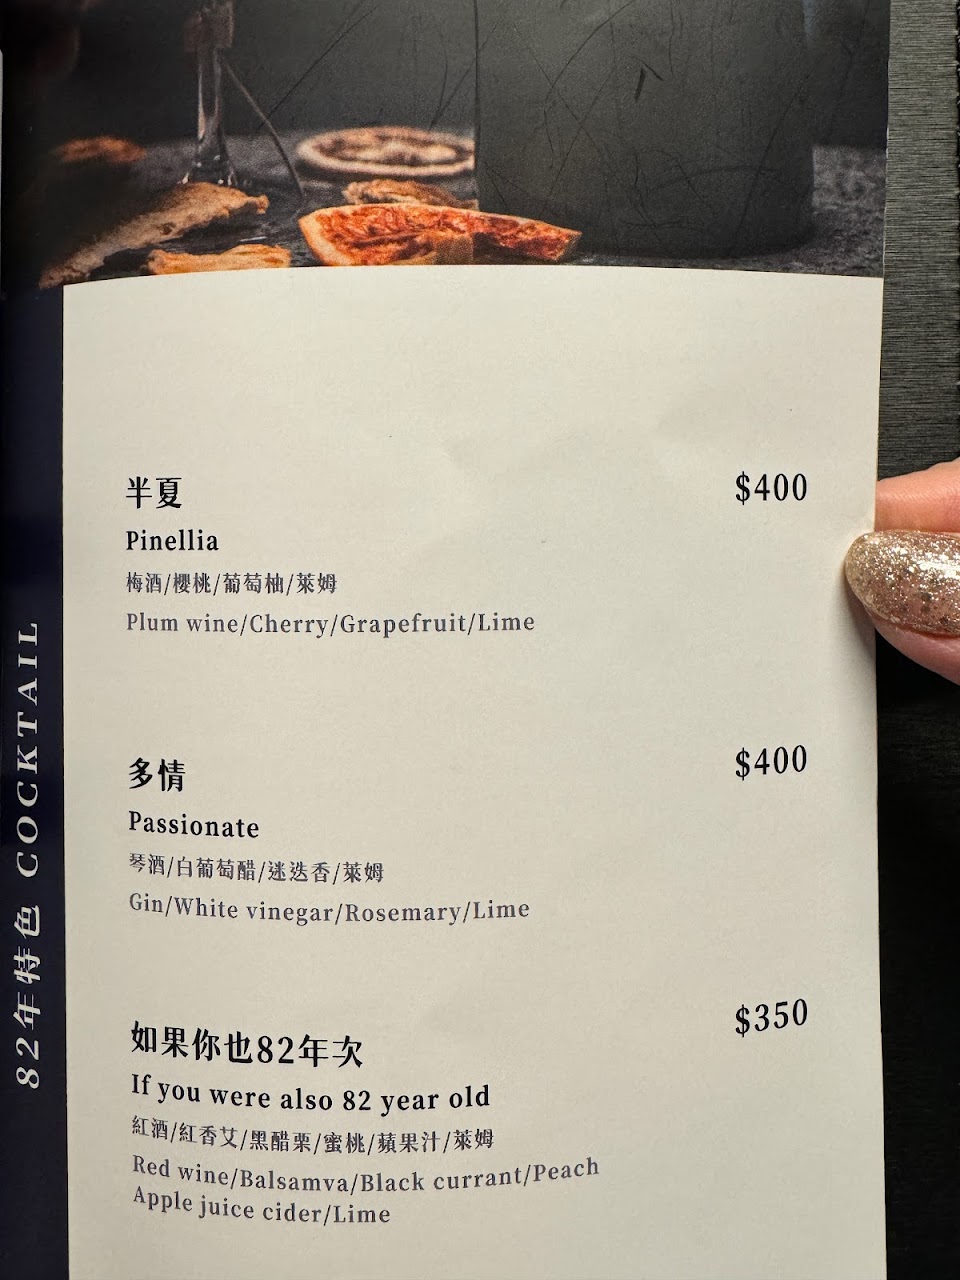 半夏
$400
Pinellia
梅酒/櫻桃/葡萄柚/萊姆
Plum wine/Cherry/Grapefruit/Lime
多情
$400
Passionate
琴酒/白葡萄醋/迷迭香/萊姆
Gin/White vinegar/Rosemary/Lime
如果你也82年次
$350
If you were also 82 year old
紅酒/紅香艾/黑醋栗/蜜桃/蘋果汁/萊姆
Red wine/Balsamva/Black currant/Peach
Apple juice cider/Lime
82年特色 COCKTAIL